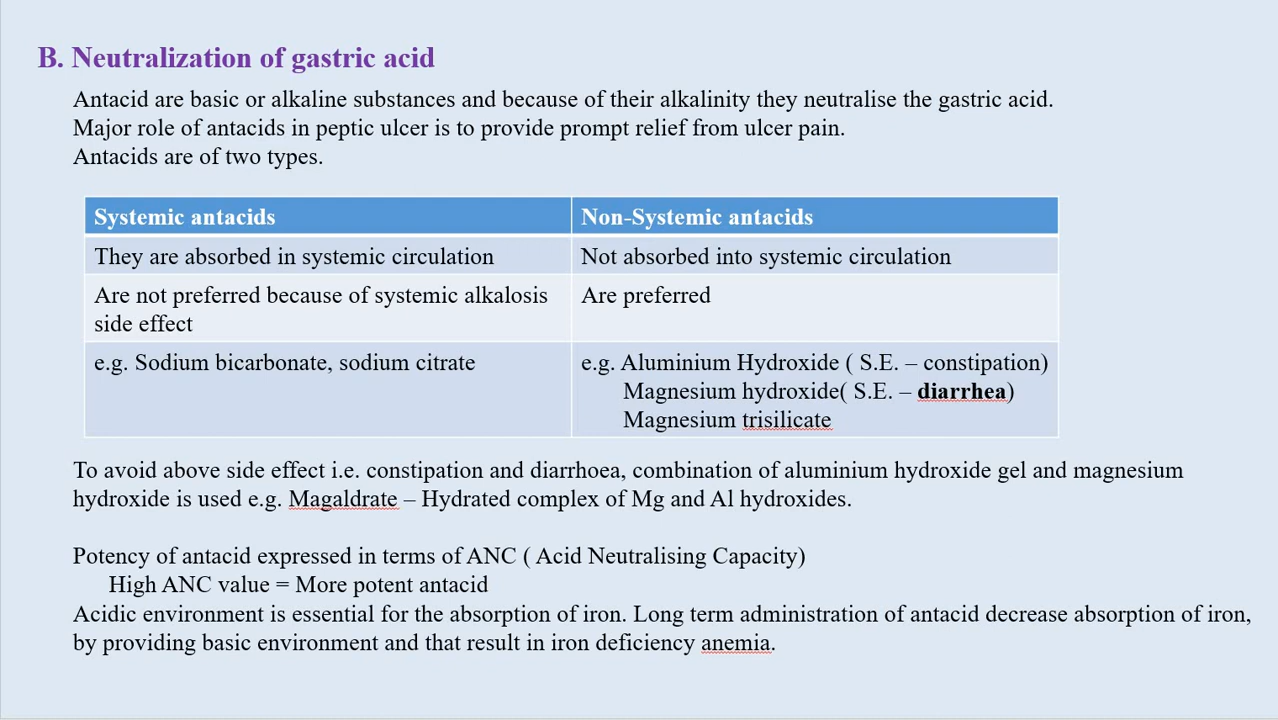 B. Neutralization of gastric acid
Antacid are basic or alkaline substances and because of their alkalinity they neutralise the gastric acid.
Major role of antacids in peptic ulcer is to provide prompt relief from ulcer pain.
Antacids are of two types.
Systemic antacids
Non-Systemic antacids
They are absorbed in systemic circulation
Not absorbed into systemic circulation
Are not preferred because of systemic alkalosis
side effect
Are preferred
e.g. Sodium bicarbonate, sodium citrate
e.g. Aluminium Hydroxide ( S.E. – constipation)
Magnesium hydroxide( S.E. – diarrhea)
Magnesium trisilicate
To avoid above side effect i.e. constipation and diarrhoea, combination of aluminium hydroxide gel and magnesium
hydroxide is used e.g. Magaldrate – Hydrated complex of Mg and Al hydroxides.
Potency of antacid expressed in terms of ANC ( Acid Neutralising Capacity)
High ANC value = More potent antacid
Acidic environment is essential for the absorption of iron. Long term administration of antacid decrease absorption of iron,
by providing basic environment and that result in iron deficiency anemia.